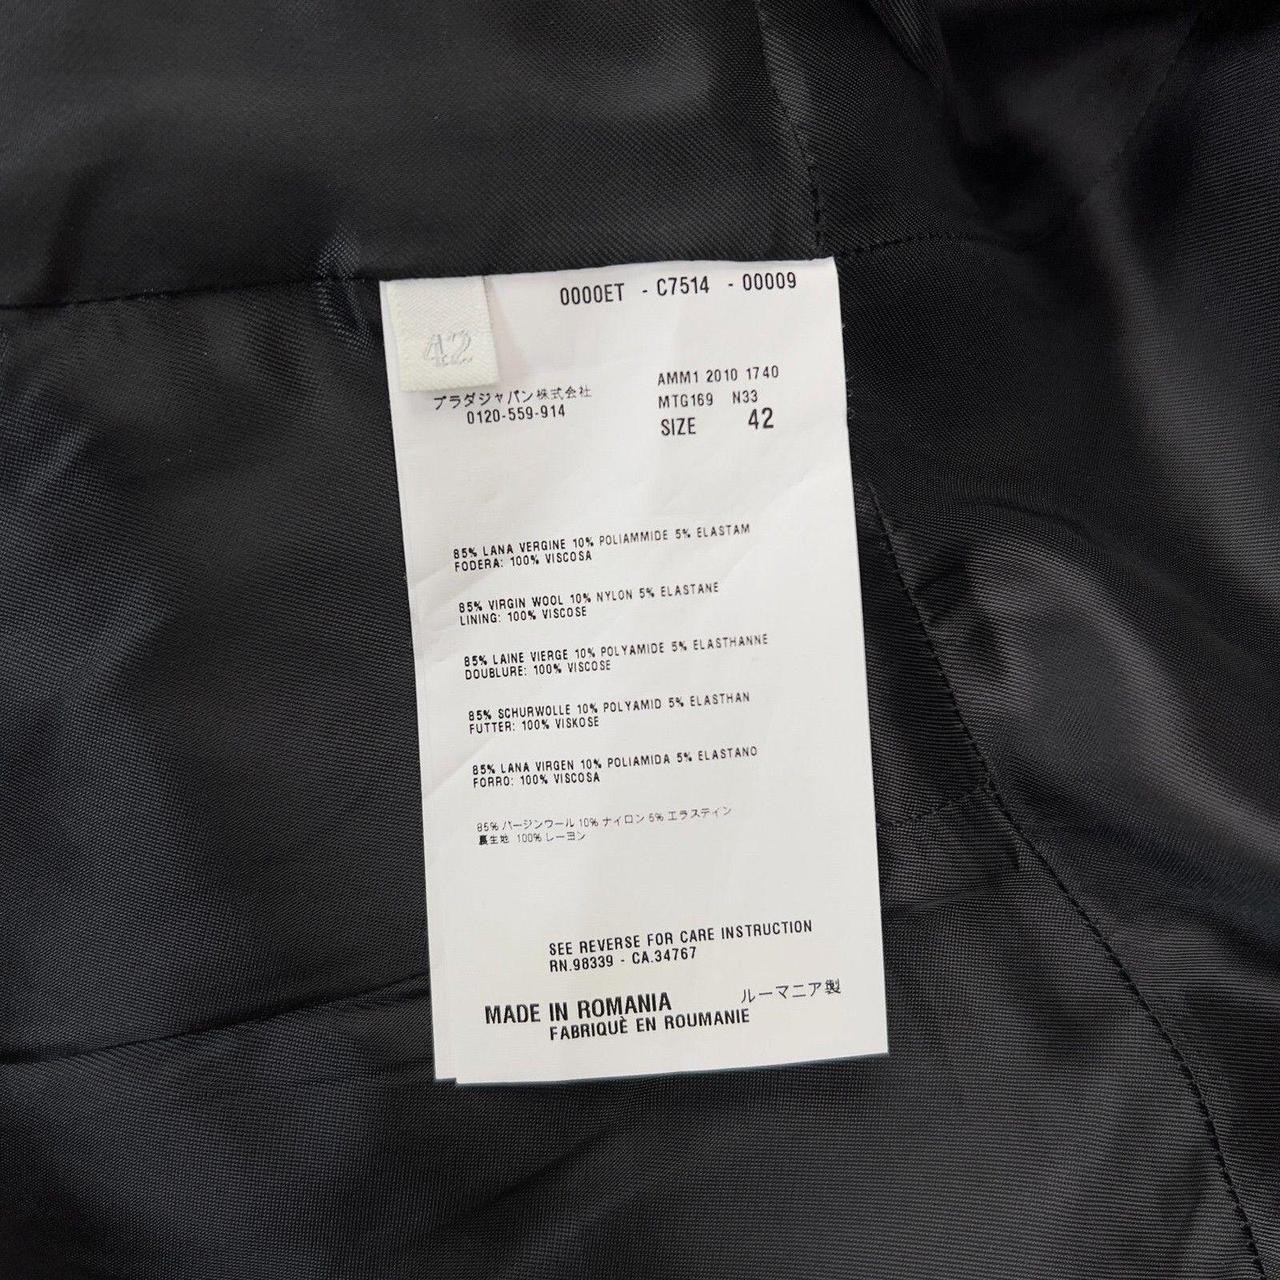 0000ET - C7514 - 00009
42
プラダジャパン株式会社
0120-559-914
AMM1 2010 1740
MTG169 N33
SIZE 42
85% LANA VERGINE 10% POLIAMMIDE 5% ELASTAM
FODERA: 100% VISCOSA
85% VIRGIN WOOL 10% NYLON 5% ELASTANE
LINING: 100% VISCOSE
85% LAINE VIERGE 10% POLYAMIDE 5% ELASTHANNE
DOUBLURE: 100% VISCOSE
85% SCHURWOLLE 10% POLYAMID 5% ELASTHAN
FUTTER: 100% VISKOSE
85% LANA VIRGEN 10% POLIAMIDA 5% ELASTANO
FORRO: 100% VISCOSA
85% バージンウール 10% ナイロン 5% エラステイン
裏生地 100% レーヨン
SEE REVERSE FOR CARE INSTRUCTION
RN.98339 - CA.34767
MADE IN ROMANIA ルーマニア製
FABRIQUÈ EN ROUMANIE